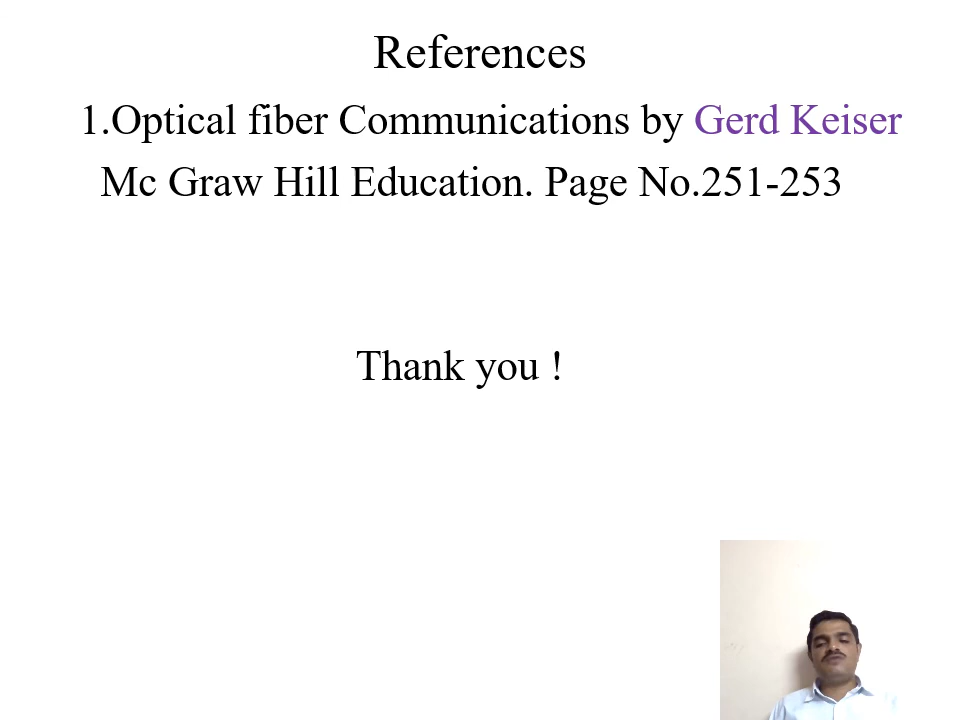 References
1.Optical fiber Communications by Gerd Keiser
Mc Graw Hill Education. Page No.251-253
Thank you !